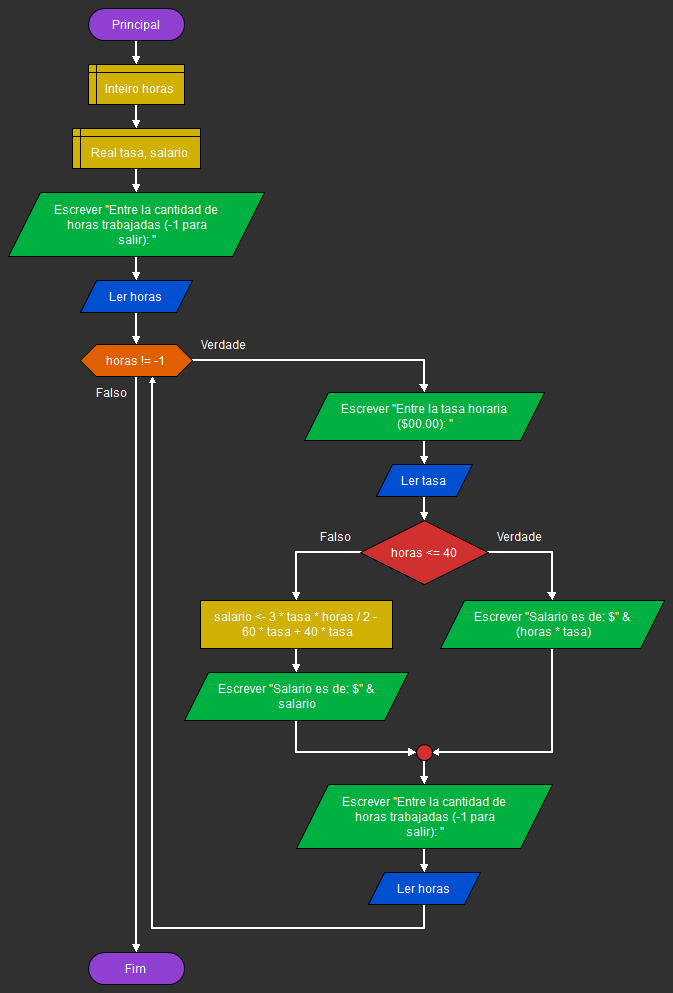 Principal
Inteiro horas
Real tasa, salario
Escrever "Entre la cantidad de
horas trabajadas (-1 para
salir): "
Ler horas
horas != -1
Verdade
Falso
Escrever "Entre la tasa horaria
($00.00): "
Ler tasa
horas <= 40
Falso
Verdade
salario <- 3 * tasa * horas / 2 -
60 * tasa + 40 * tasa
Escrever "Salario es de: $" &
(horas * tasa)
Escrever "Salario es de: $" &
salario
Escrever "Entre la cantidad de
horas trabajadas (-1 para
salir): "
Ler horas
Fim